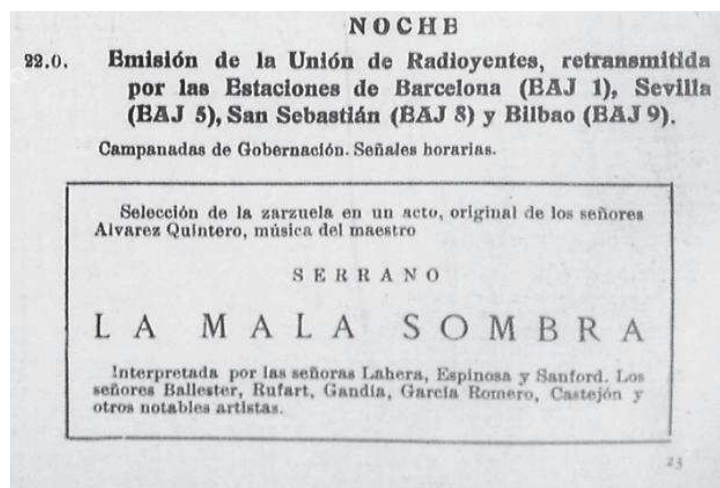 NOCHE
22.0. Emisión de la Unión de Radioyentes, retransmitida
por las Estaciones de Barcelona (EAJ 1), Sevilla
(EAJ 5), San Sebastián (EAJ 8) y Bilbao (EAJ 9).
Campanadas de Gobernación. Señales horarias.
Selección de la zarzuela en un acto, original de los señores
Alvarez Quintero, música del maestro
SERRANO
LA MALA SOMBRA
Interpretada por las señoras Lahera, Espinosa y Sanford. Los
señores Ballester, Rufart, Gandía, García Romero, Castejón y
otros notables artistas.
23